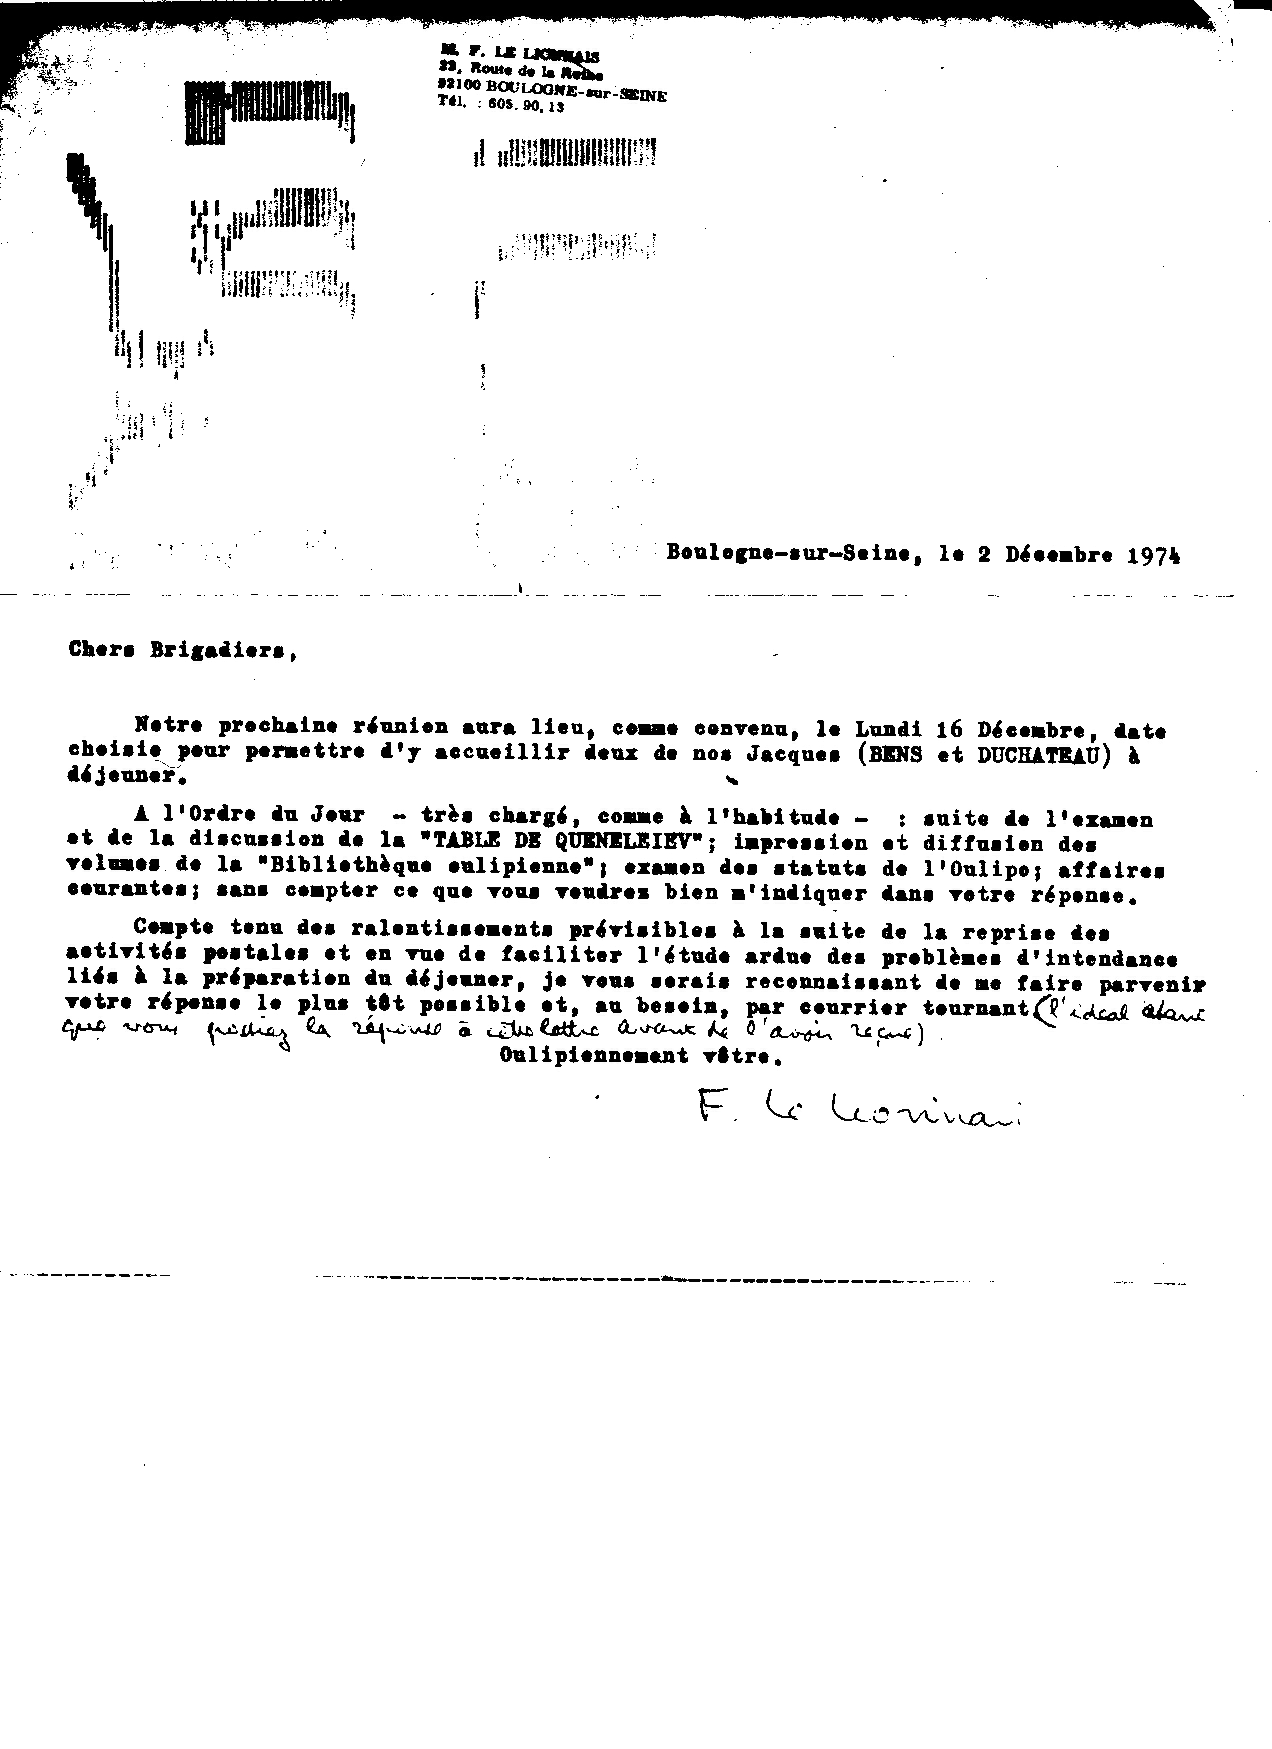 M. F. LE LIONNAIS
23, Route de la Reine
92100 BOULOGNE-sur-SEINE
Tél. : 605. 90. 13
Boulogne-sur-Seine, le 2 Décembre 1974
Chers Brigadiers,
Notre prochaine réunion aura lieu, comme convenu, le Lundi 16 Décembre, date
choisie pour permettre d'y accueillir deux de nos Jacques (BENS et DUCHATEAU) à
déjeuner.
A l'Ordre du Jour - très chargé, comme à l'habitude - : suite de l'examen
et de la discussion de la "TABLE DE QUENELEIEV"; impression et diffusion des
volumes de la "Bibliothèque oulipienne"; examen des statuts de l'Oulipo; affaires
courantes; sans compter ce que vous voudrez bien m'indiquer dans votre réponse.
Compte tenu des ralentissements prévisibles à la suite de la reprise des
activités postales et en vue de faciliter l'étude ardue des problèmes d'intendance
liés à la préparation du déjeuner, je vous serais reconnaissant de me faire parvenir
votre réponse le plus tôt possible et, au besoin, par courrier tournant (l'idéal étant
que vous postiez la réponse à cette lettre avant de l'avoir reçue).
Oulipiennement vôtre.
F. Le Lionnais